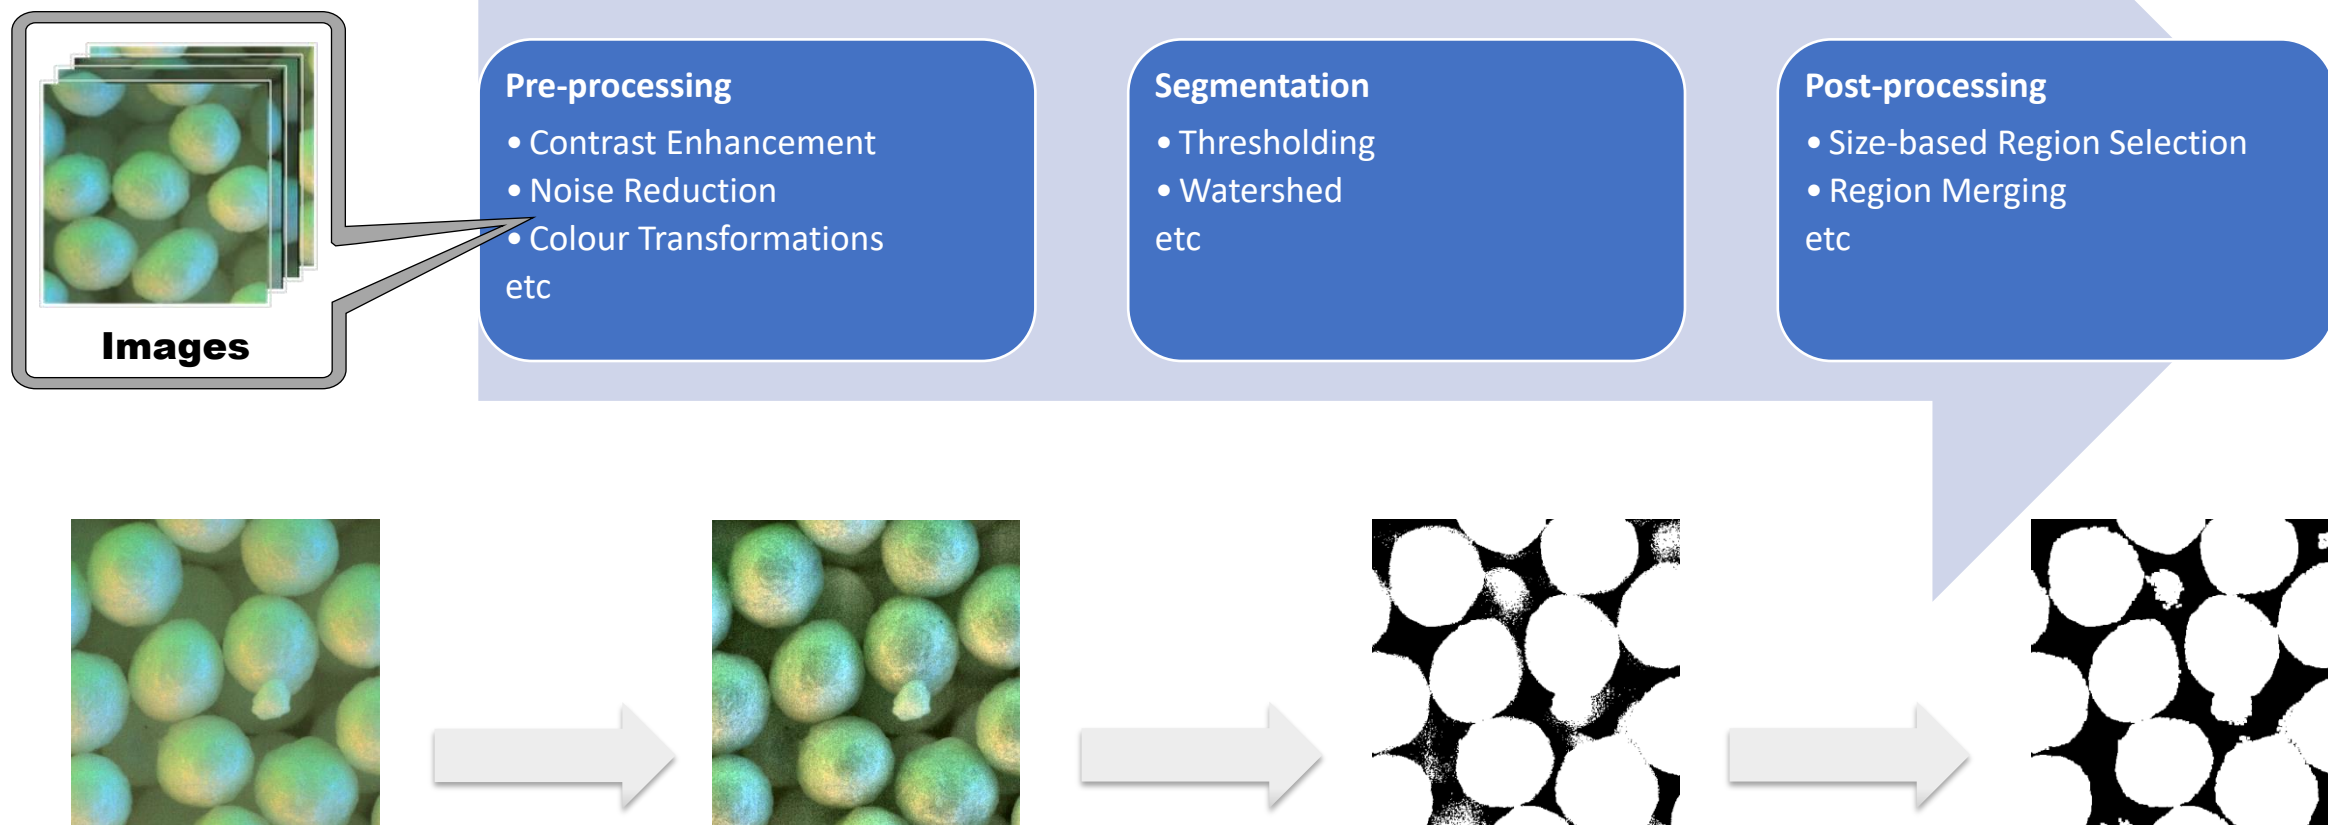 Images
Pre-processing
• Contrast Enhancement
• Noise Reduction
• Colour Transformations
etc
Segmentation
• Thresholding
• Watershed
etc
Post-processing
• Size-based Region Selection
• Region Merging
etc